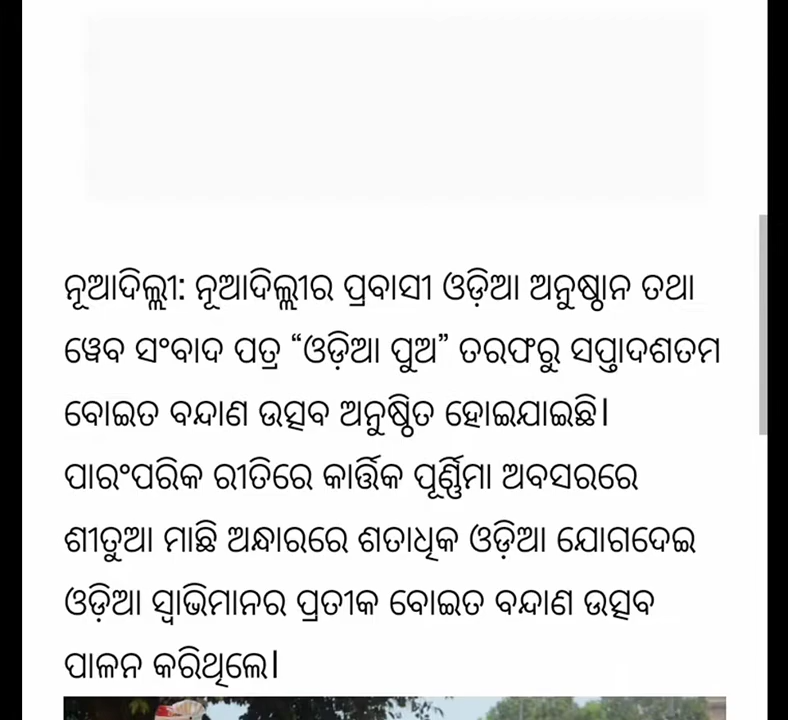 ନୂଆଦିଲ୍ଲୀ: ନୂଆଦିଲ୍ଲୀର ପ୍ରବାସୀ ଓଡ଼ିଆ ଅନୁଷ୍ଠାନ ତଥା
ୱେବ ସଂବାଦ ପତ୍ର “ଓଡ଼ିଆ ପୁଅ” ତରଫରୁ ସପ୍ତାଦଶତମ
ବୋଇତ ବନ୍ଦାଣ ଉତ୍ସବ ଅନୁଷ୍ଠିତ ହୋଇଯାଇଛି।
ପାରଂପରିକ ରୀତିରେ କାର୍ତ୍ତିକ ପୂର୍ଣ୍ଣିମା ଅବସରରେ
ଶୀତୁଆ ମାଛି ଅନ୍ଧାରରେ ଶତାଧିକ ଓଡ଼ିଆ ଯୋଗଦେଇ
ଓଡ଼ିଆ ସ୍ୱାଭିମାନର ପ୍ରତୀକ ବୋଇତ ବନ୍ଦାଣ ଉତ୍ସବ
ପାଳନ କରିଥିଲେ।